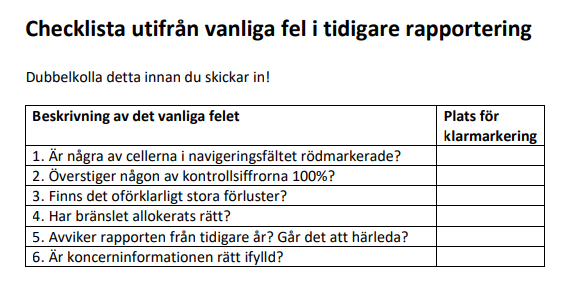 Checklista utifrån vanliga fel i tidigare rapportering
Dubbelkolla detta innan du skickar in!
Beskrivning av det vanliga felet
Plats för
klarmarkering
1. Är några av cellerna i navigeringsfältet rödmarkerade?
2. Överstiger någon av kontrollsiffrorna 100%?
3. Finns det oförklarligt stora förluster?
4. Har bränslet allokerats rätt?
5. Avviker rapporten från tidigare år? Går det att härleda?
6. Är koncerninformationen rätt ifylld?